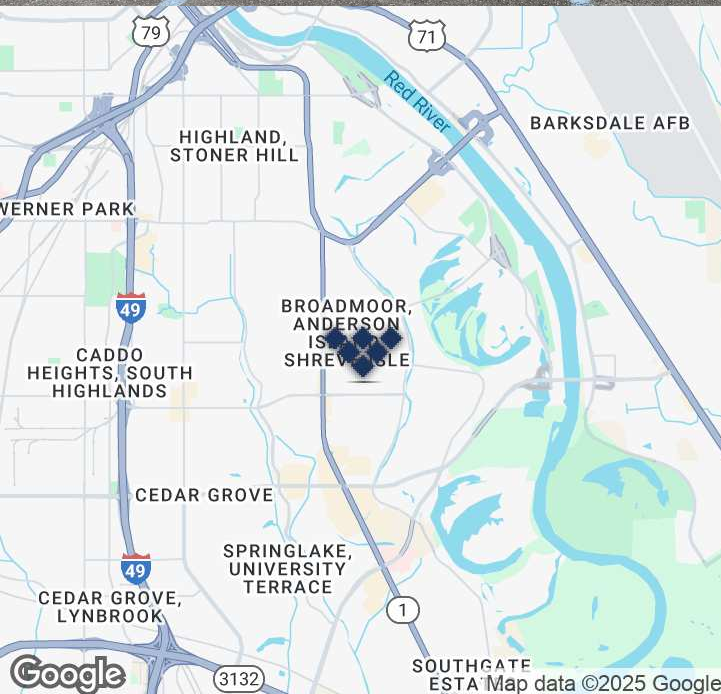 79
71
Red River
BARKSDALE AFB
HIGHLAND,
STONER HILL
WERNER PARK
49
BROADMOOR,
ANDERSON
CADDO
HEIGHTS, SOUTH
HIGHLANDS
CEDAR GROVE
SPRINGLAKE,
UNIVERSITY
TERRACE
49
CEDAR GROVE,
LYNBROOK
1
3132
SOUTHGATE
Google
Map data ©2025 Google